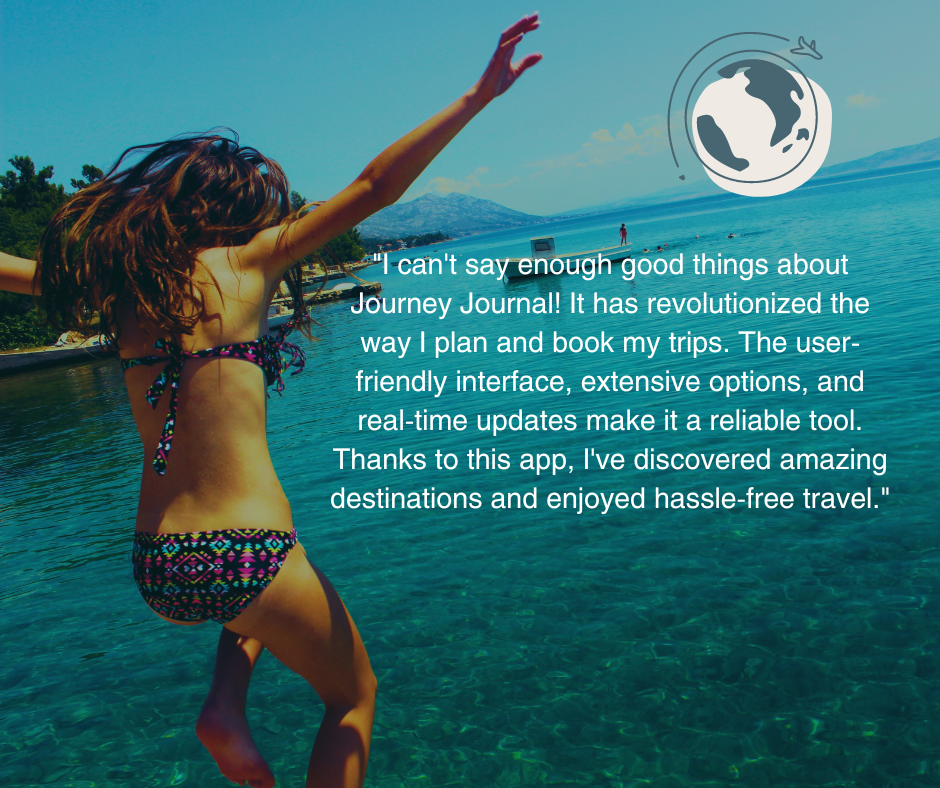 "I can't say enough good things about
Journey Journal! It has revolutionized the
way I plan and book my trips. The user-
friendly interface, extensive options, and
real-time updates make it a reliable tool.
Thanks to this app, I've discovered amazing
destinations and enjoyed hassle-free travel."